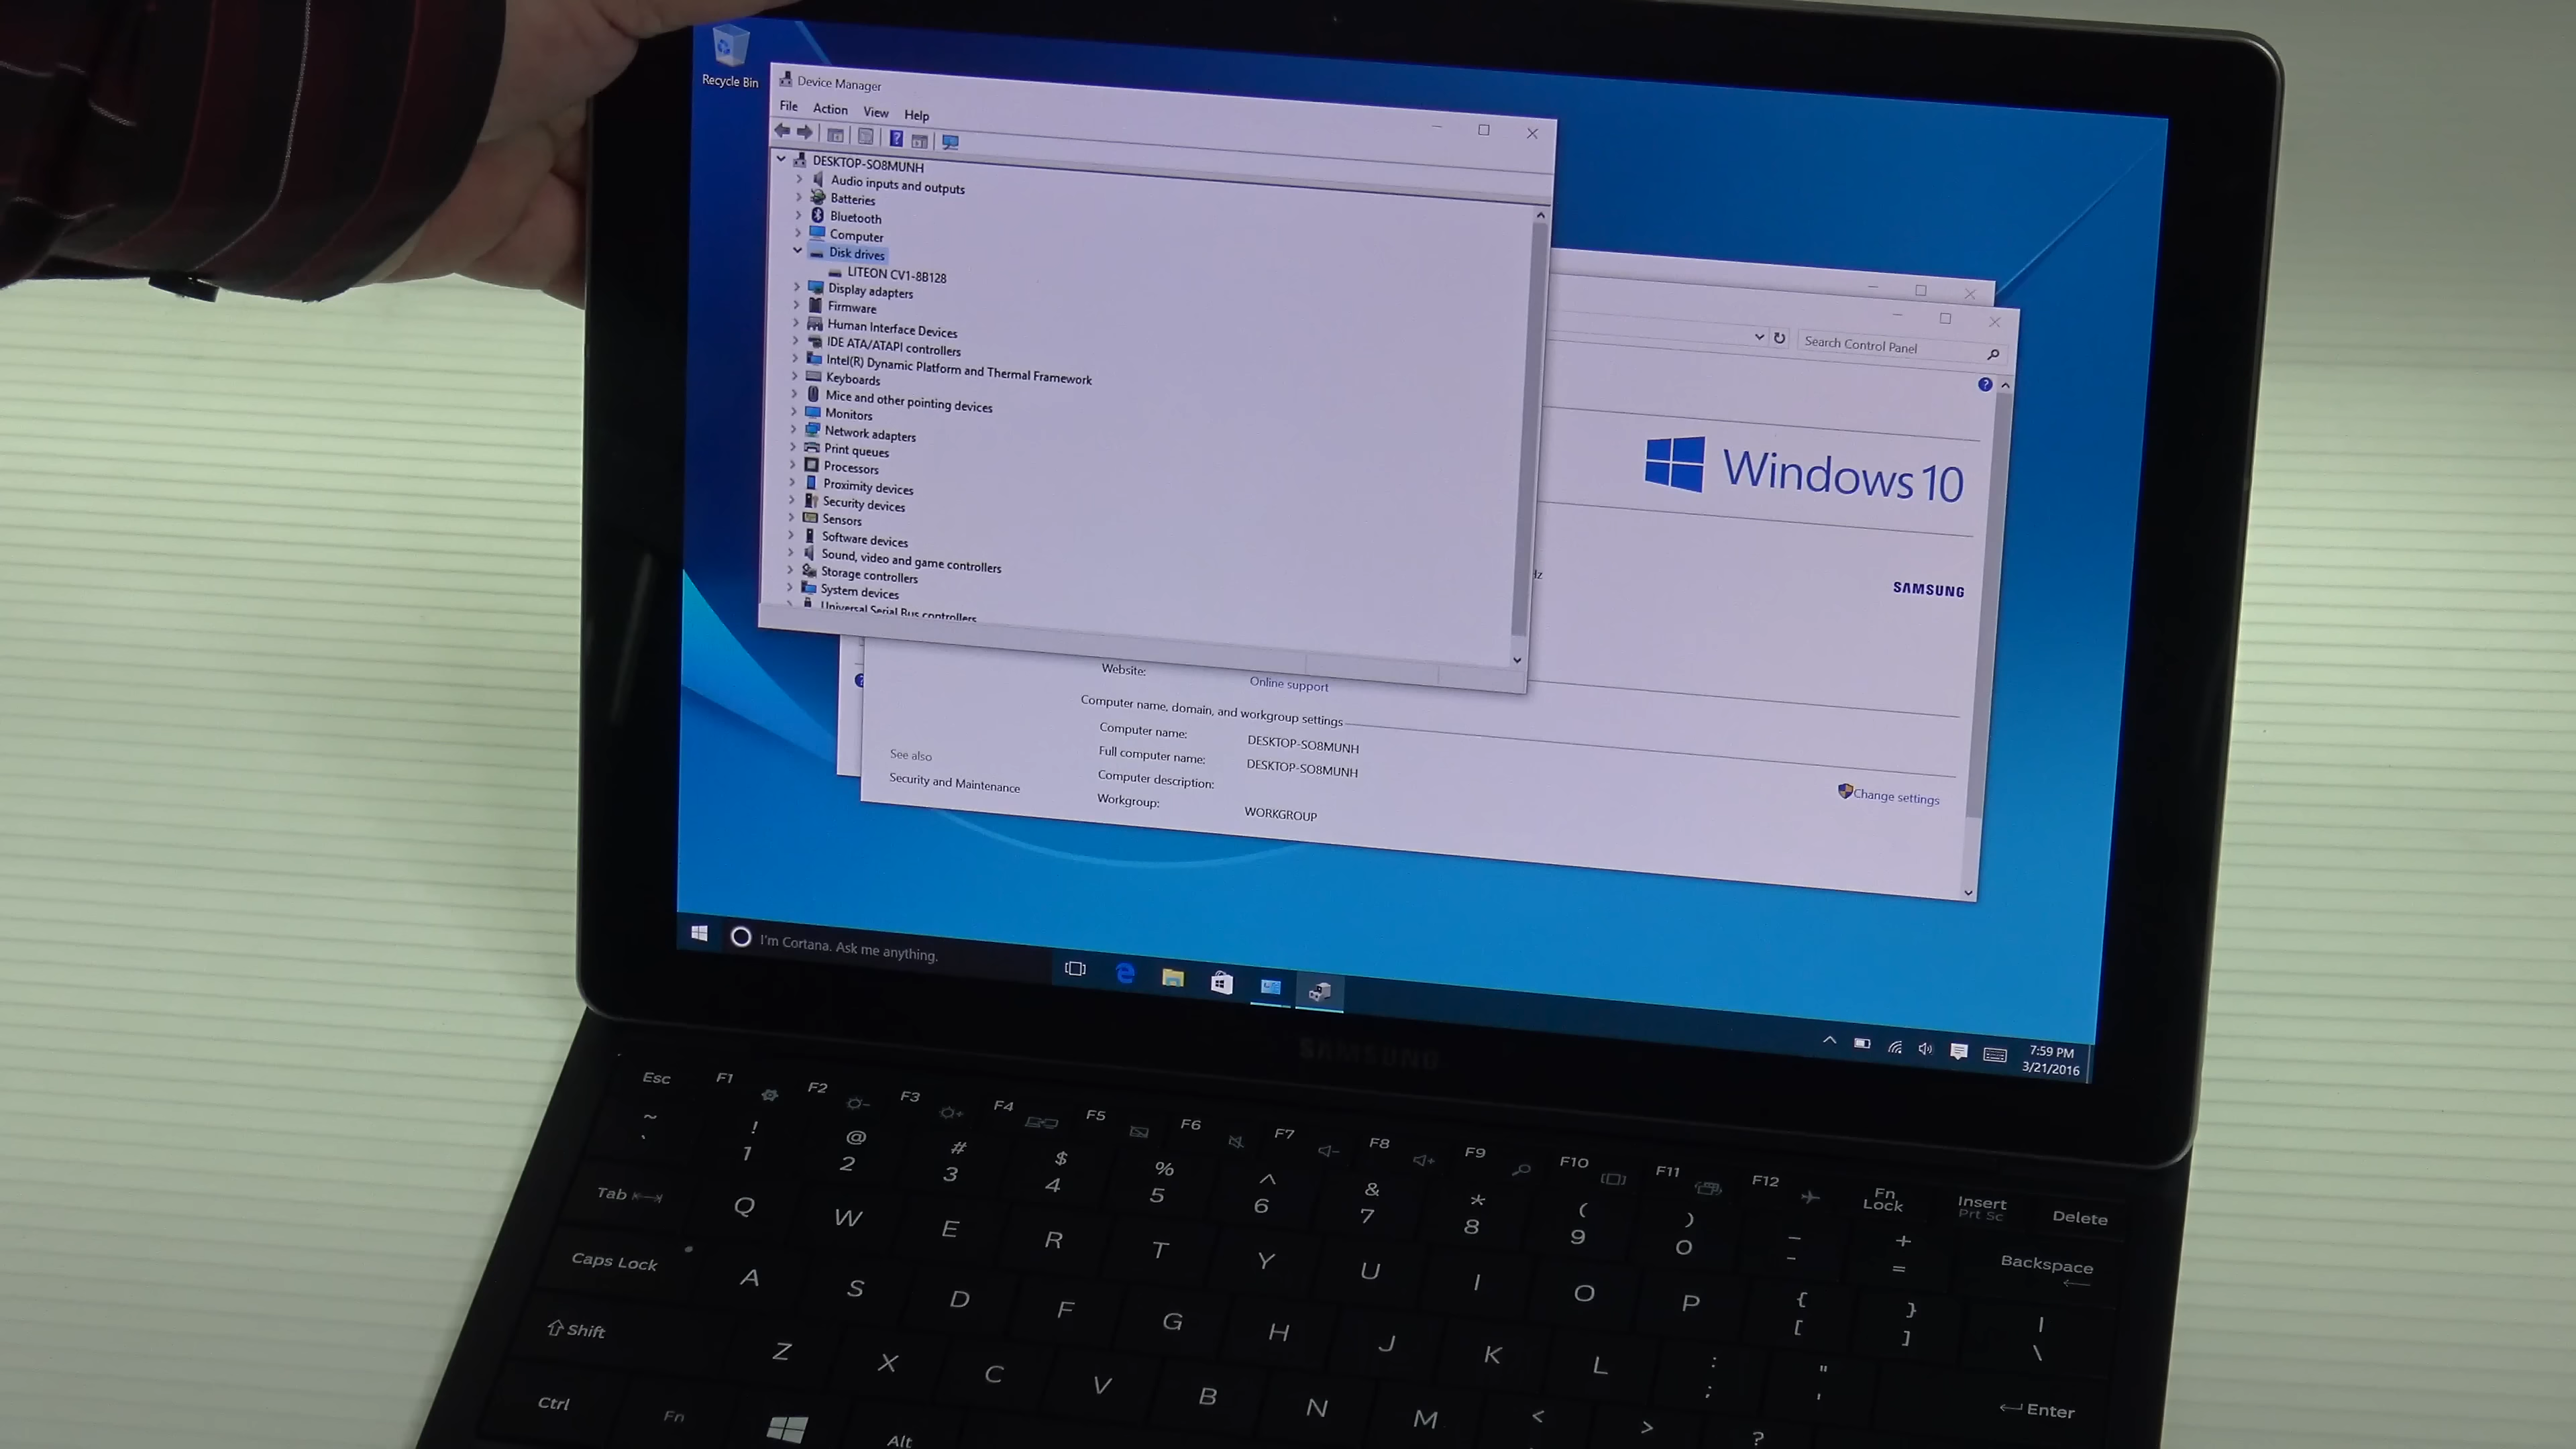 Recycle Bin
Device Manager
File Action View Help
DESKTOP-SO8MUNH
Audio inputs and outputs
Batteries
Bluetooth
Computer
Disk drives
LITEON CV1-8B128
Display adapters
Firmware
Human Interface Devices
IDE ATA/ATAPI controllers
Intel(R) Dynamic Platform and Thermal Framework
Keyboards
Mice and other pointing devices
Monitors
Network adapters
Print queues
Processors
Proximity devices
Security devices
Sensors
Software devices
Sound, video and game controllers
Storage controllers
System devices
Universal Serial Bus controllers
Search Control Panel
Windows 10
SAMSUNG
Website: Online support
Computer name, domain, and workgroup settings
Computer name: DESKTOP-SO8MUNH
Full computer name: DESKTOP-SO8MUNH
Computer description:
Workgroup: WORKGROUP
See also
Security and Maintenance
Change settings
I'm Cortana. Ask me anything.
7:59 PM
3/21/2016
SAMSUNG
Esc F1 F2 F3 F4 F5 F6 F7 F8 F9 F10 F11 F12 Fn Lock Insert Prt Sc Delete
~ ! @ # $ % ^ & * ( ) _ +
` 1 2 3 4 5 6 7 8 9 0 - = Backspace
Tab Q W E R T Y U I O P { [ } ] | \
Caps Lock A S D F G H J K L : ; " ' Enter
Shift Z X C V B N M < > ?
Ctrl Fn Alt